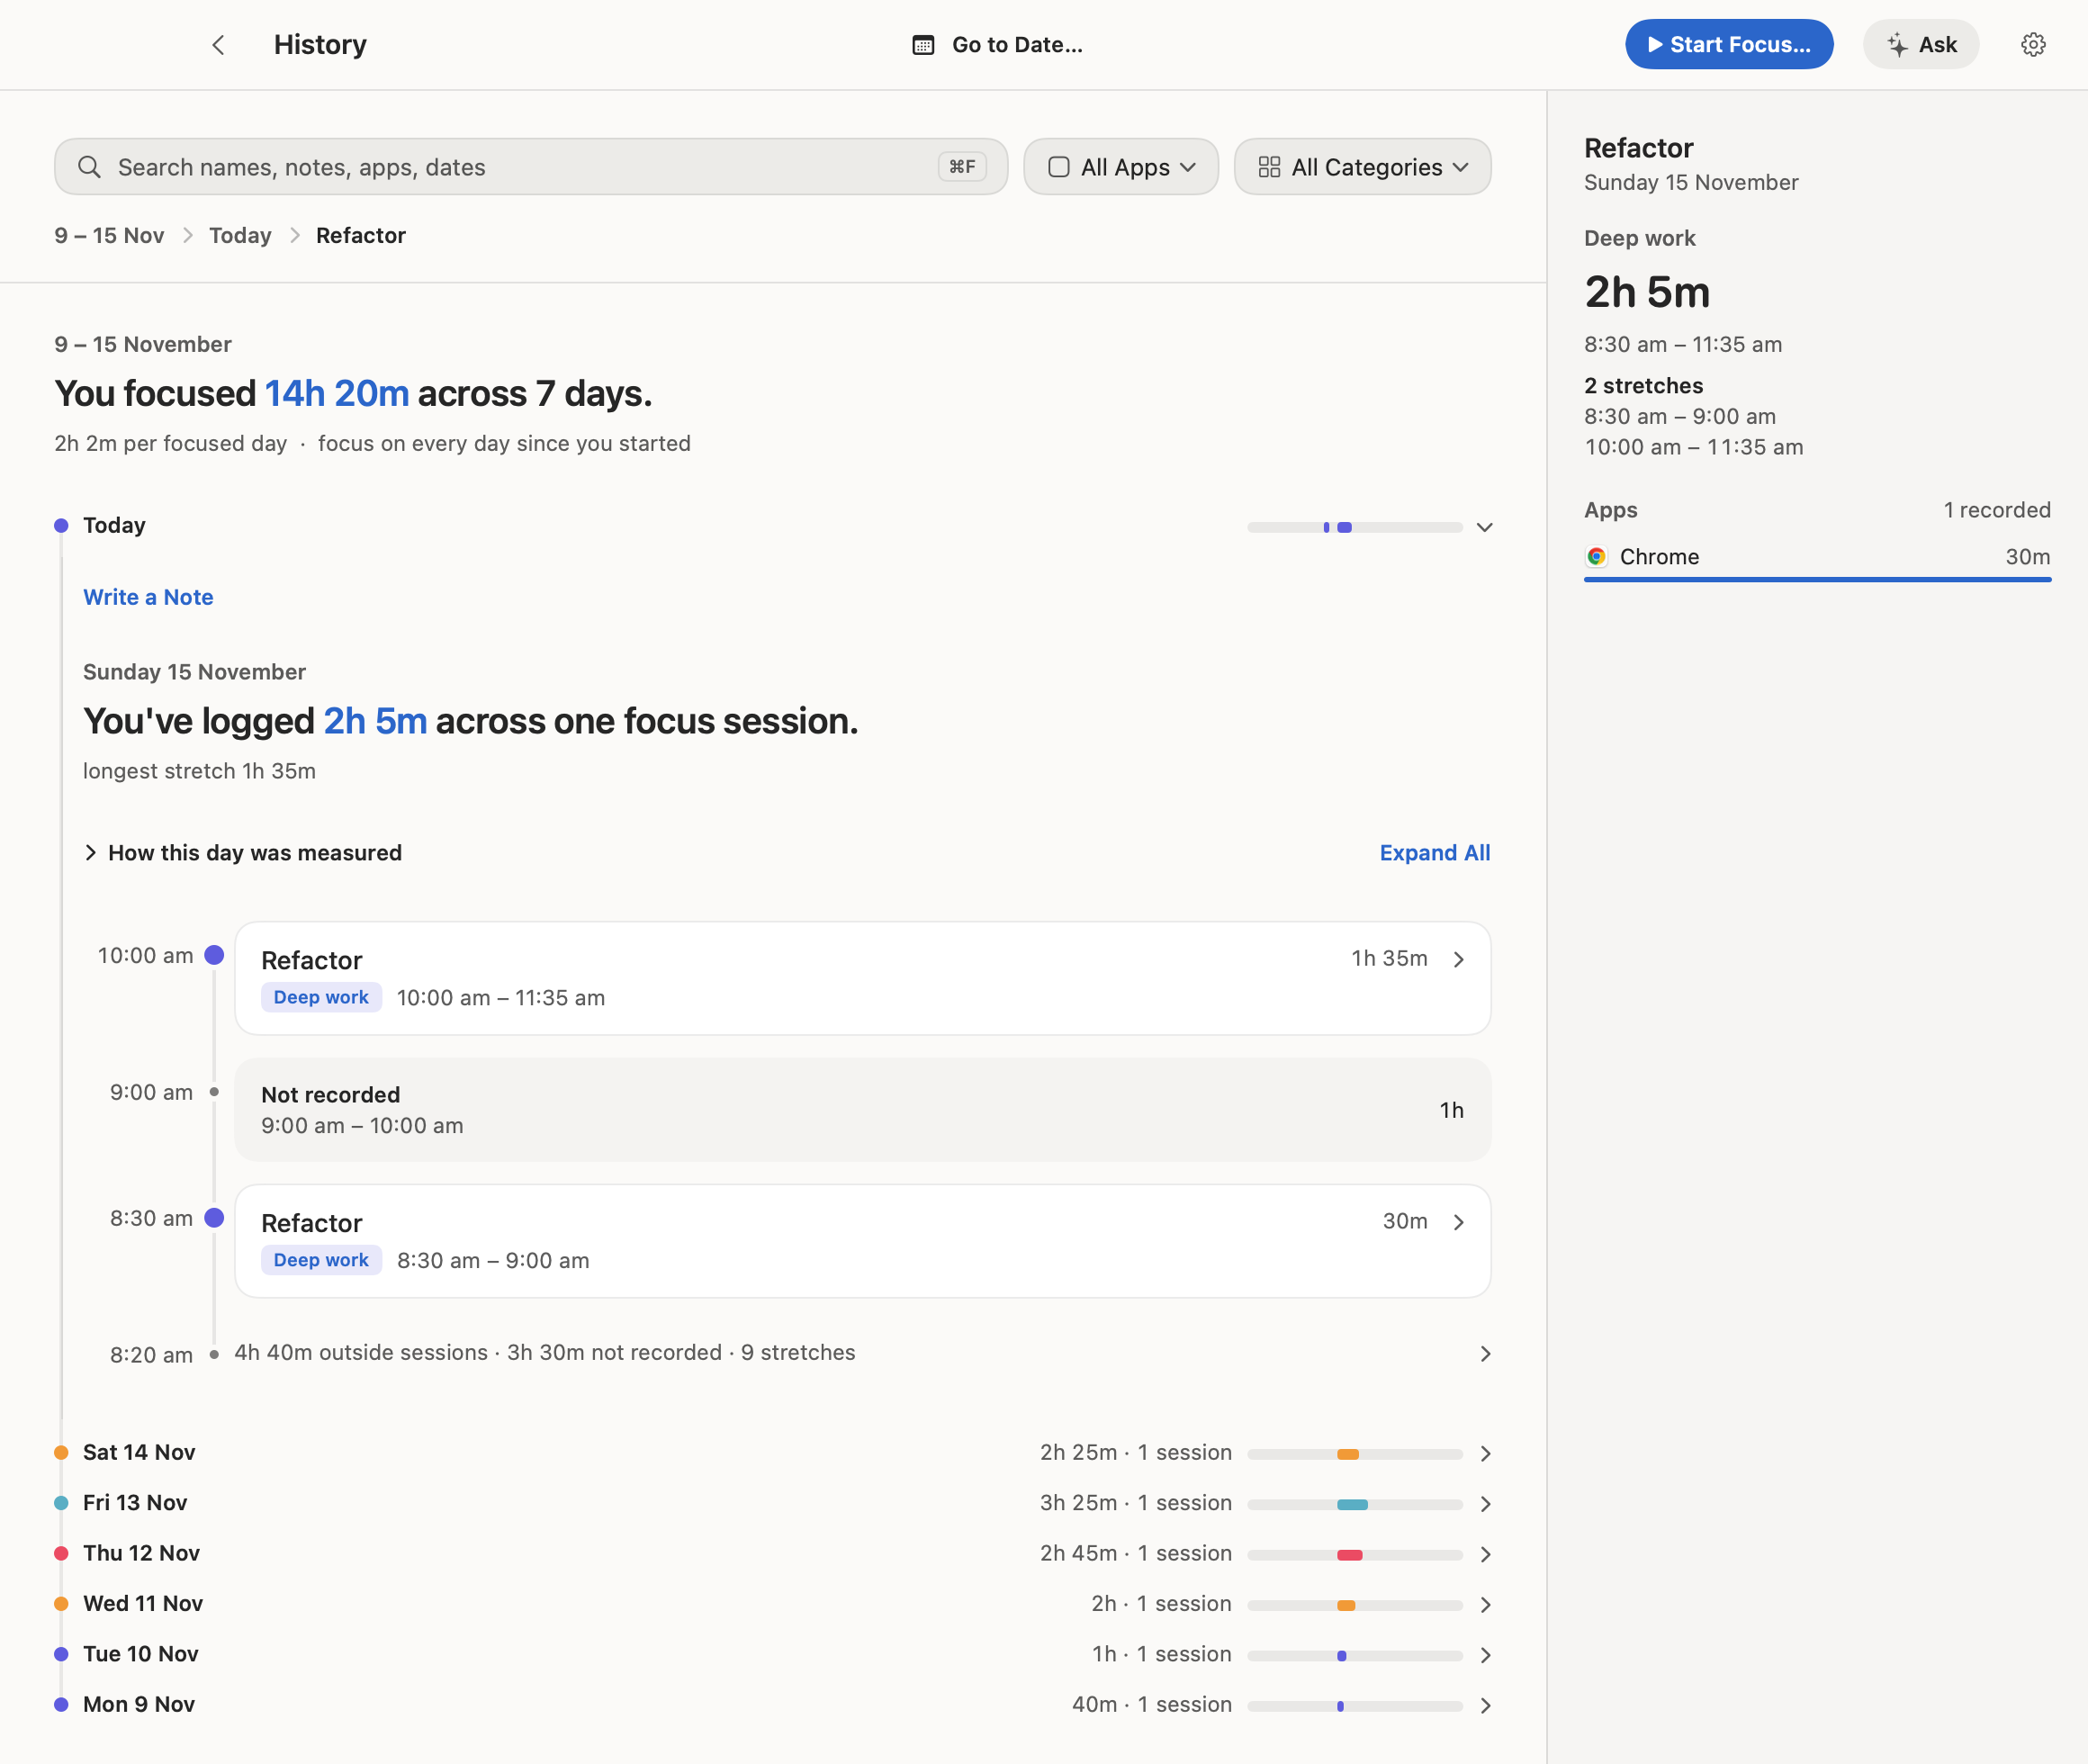 History
Go to Date...
Start Focus...
Ask
Search names, notes, apps, dates
⌘F
All Apps
All Categories
9 – 15 Nov
Today
Refactor
9 – 15 November
You focused 14h 20m across 7 days.
2h 2m per focused day · focus on every day since you started
Today
Write a Note
Sunday 15 November
You've logged 2h 5m across one focus session.
longest stretch 1h 35m
How this day was measured
Expand All
10:00 am
Refactor
1h 35m
Deep work
10:00 am – 11:35 am
9:00 am
Not recorded
9:00 am – 10:00 am
1h
8:30 am
Refactor
30m
Deep work
8:30 am – 9:00 am
8:20 am
4h 40m outside sessions · 3h 30m not recorded · 9 stretches
Sat 14 Nov
2h 25m · 1 session
Fri 13 Nov
3h 25m · 1 session
Thu 12 Nov
2h 45m · 1 session
Wed 11 Nov
2h · 1 session
Tue 10 Nov
1h · 1 session
Mon 9 Nov
40m · 1 session
Refactor
Sunday 15 November
Deep work
2h 5m
8:30 am – 11:35 am
2 stretches
8:30 am – 9:00 am
10:00 am – 11:35 am
Apps
1 recorded
Chrome
30m